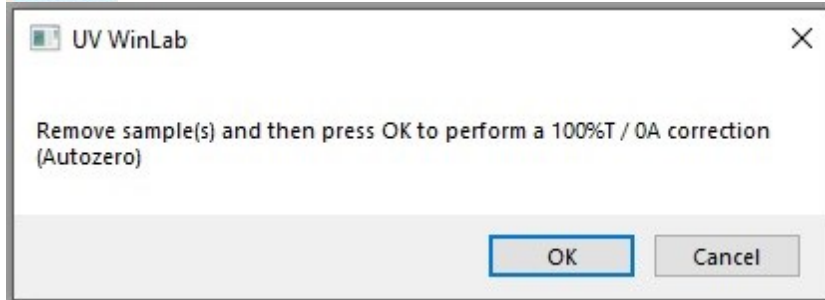 UV WinLab
Remove sample(s) and then press OK to perform a 100%T / 0A correction
(Autozero)
OK
Cancel